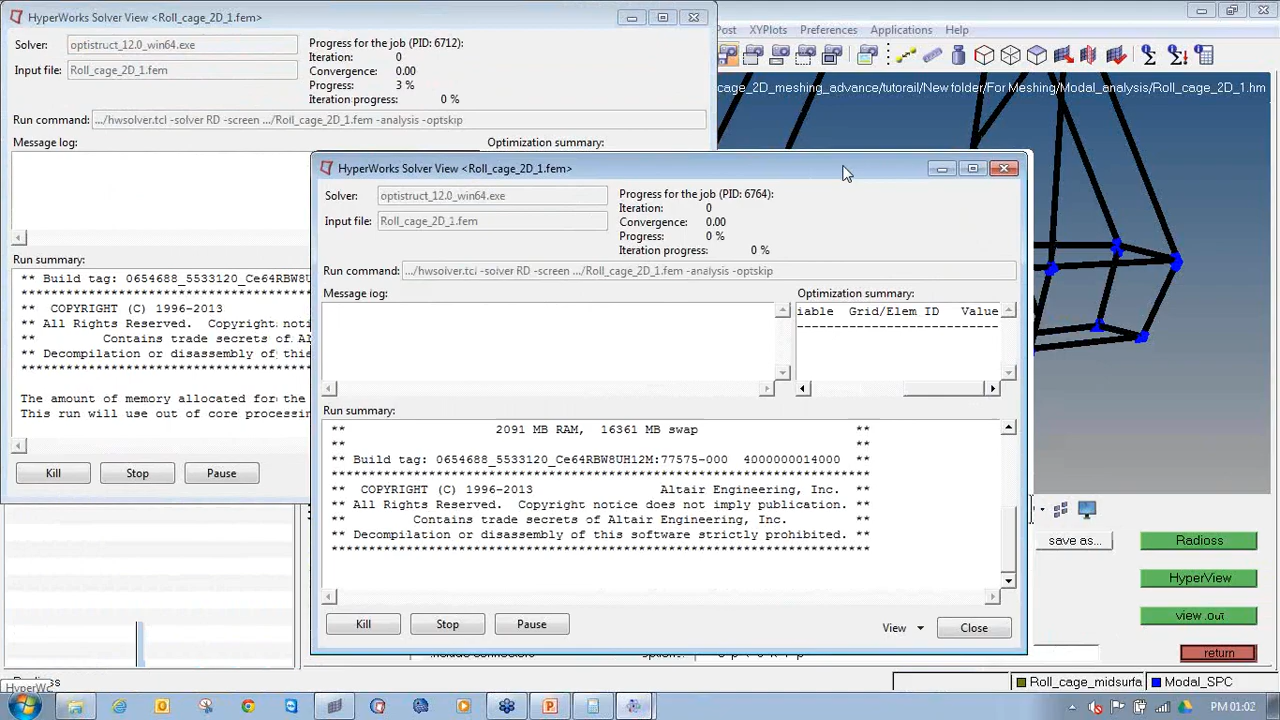 HyperWorks Solver View <Roll_cage_2D_1.fem>
Solver: optistruct_12.0_win64.exe
Input file: Roll_cage_2D_1.fem
Progress for the job (PID: 6712):
Iteration: 0
Convergence: 0.00
Progress: 3 %
Iteration progress: 0 %
Run command: .../hwsolver.tcl -solver RD -screen .../Roll_cage_2D_1.fem -analysis -optskip
Message log:
Optimization summary:
Run summary:
** Build tag: 0654688_5533120_Ce64RBW8
** COPYRIGHT (C) 1996-2013
** All Rights Reserved. Copyright noti
** Contains trade secrets of Al
** Decompilation or disassembly of thi
The amount of memory allocated for the
This run will use out of core processin
Kill
Stop
Pause
Post
XYPlots
Preferences
Applications
Help
cage_2D_meshing_advance/tutorail/New folder/For Meshing/Modal_analysis/Roll_cage_2D_1.hm
HyperWorks Solver View <Roll_cage_2D_1.fem>
Solver: optistruct_12.0_win64.exe
Input file: Roll_cage_2D_1.fem
Progress for the job (PID: 6764):
Iteration: 0
Convergence: 0.00
Progress: 0 %
Iteration progress: 0 %
Run command: .../hwsolver.tcl -solver RD -screen .../Roll_cage_2D_1.fem -analysis -optskip
Message log:
Optimization summary:
iable Grid/Elem ID Value
--------------------------
Run summary:
** 2091 MB RAM, 16361 MB swap **
** **
** Build tag: 0654688_5533120_Ce64RBW8UH12M:77575-000 4000000014000
************************************************************************
** COPYRIGHT (C) 1996-2013 Altair Engineering, Inc. **
** All Rights Reserved. Copyright notice does not imply publication. **
** Contains trade secrets of Altair Engineering, Inc. **
** Decompilation or disassembly of this software strictly prohibited. **
************************************************************************
Kill
Stop
Pause
View
Close
save as...
Radioss
HyperView
view .out
return
Roll_cage_midsurfa
Modal_SPC
HyperWc
PM 01:02